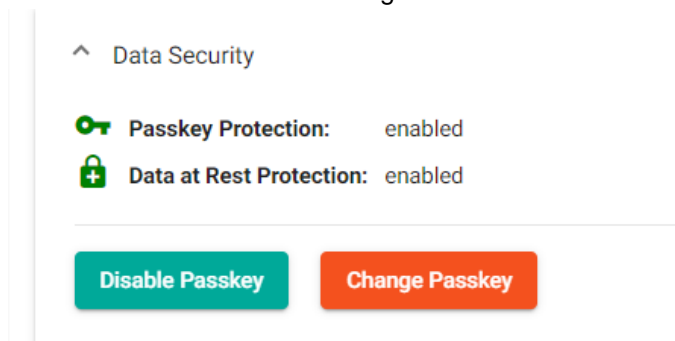 Data Security
Passkey Protection: enabled
Data at Rest Protection: enabled
Disable Passkey Change Passkey